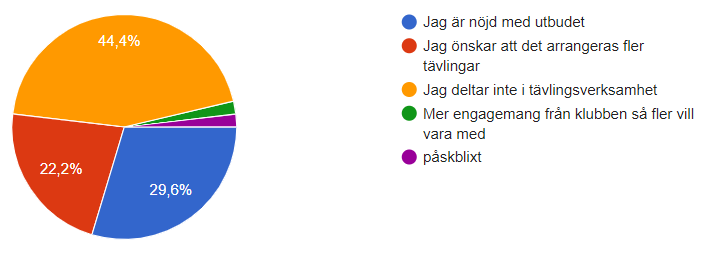 44,4%
22,2%
29,6%
Jag är nöjd med utbudet
Jag önskar att det arrangeras fler
tävlingar
Jag deltar inte i tävlingsverksamhet
Mer engagemang från klubben så fler vill
vara med
påskblixt